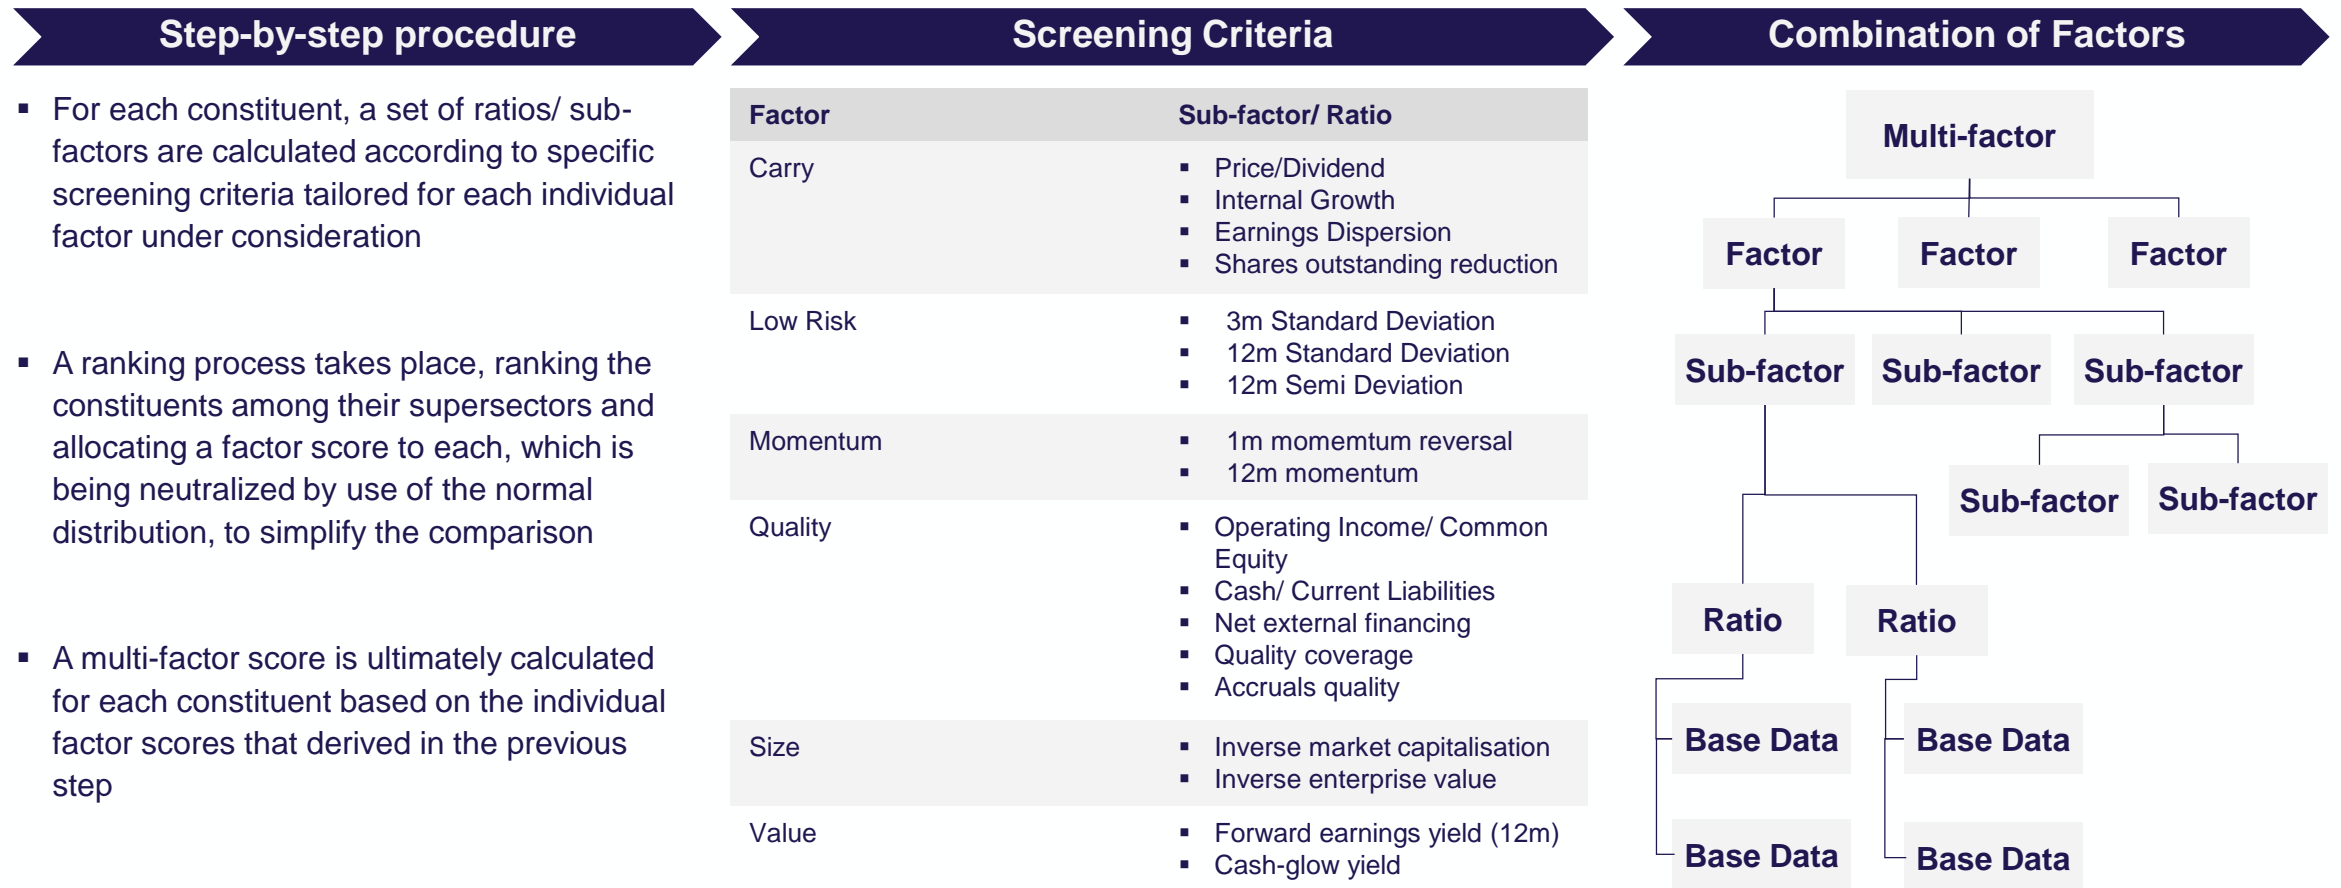 Step-by-step procedure
▪ For each constituent, a set of ratios/ sub-
factors are calculated according to specific
screening criteria tailored for each individual
factor under consideration
▪ A ranking process takes place, ranking the
constituents among their supersectors and
allocating a factor score to each, which is
being neutralized by use of the normal
distribution, to simplify the comparison
▪ A multi-factor score is ultimately calculated
for each constituent based on the individual
factor scores that derived in the previous
step
Screening Criteria
Factor Sub-factor/ Ratio
Carry ▪ Price/Dividend
▪ Internal Growth
▪ Earnings Dispersion
▪ Shares outstanding reduction
Low Risk ▪ 3m Standard Deviation
▪ 12m Standard Deviation
▪ 12m Semi Deviation
Momentum ▪ 1m momemtum reversal
▪ 12m momentum
Quality ▪ Operating Income/ Common
Equity
▪ Cash/ Current Liabilities
▪ Net external financing
▪ Quality coverage
▪ Accruals quality
Size ▪ Inverse market capitalisation
▪ Inverse enterprise value
Value ▪ Forward earnings yield (12m)
▪ Cash-glow yield
Combination of Factors
Multi-factor
Factor Factor Factor
Sub-factor Sub-factor Sub-factor
Sub-factor Sub-factor
Ratio Ratio
Base Data Base Data
Base Data Base Data